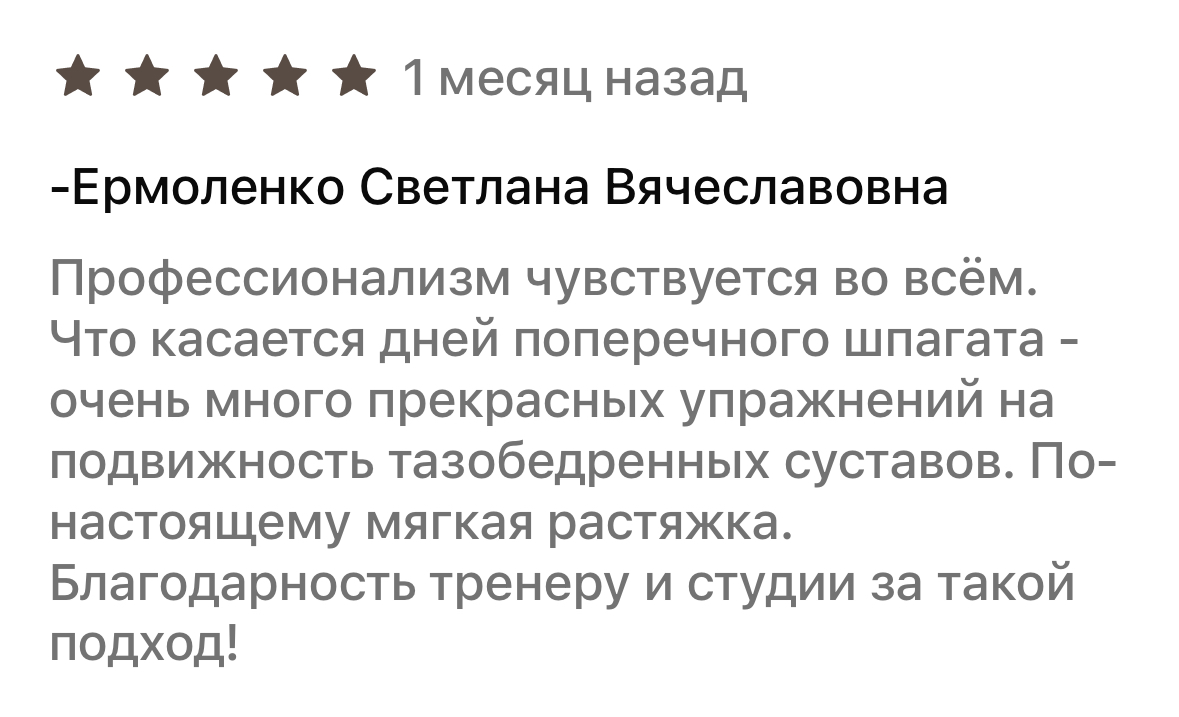 1 месяц назад
-Ермоленко Светлана Вячеславовна
Профессионализм чувствуется во всём.
Что касается дней поперечного шпагата -
очень много прекрасных упражнений на
подвижность тазобедренных суставов. По-
настоящему мягкая растяжка.
Благодарность тренеру и студии за такой
подход!